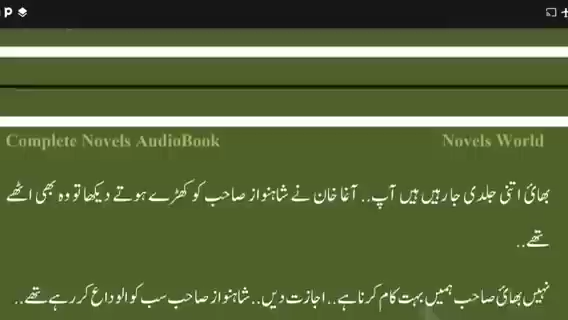 Complete Novels AudioBook Novels World
بھائ اتنی جلدی جا رہیں ہیں آپ.. آغا خان نے شاہنواز صاحب کو کھڑے ہوتے دیکھا تو وہ بھی اٹھے
تھے..
نہیں بھائ صاحب ہمیں بہت کام کرنا ہے.. اجازت دیں.. شاہنواز صاحب سب کو الوداع کر رہے تھے..